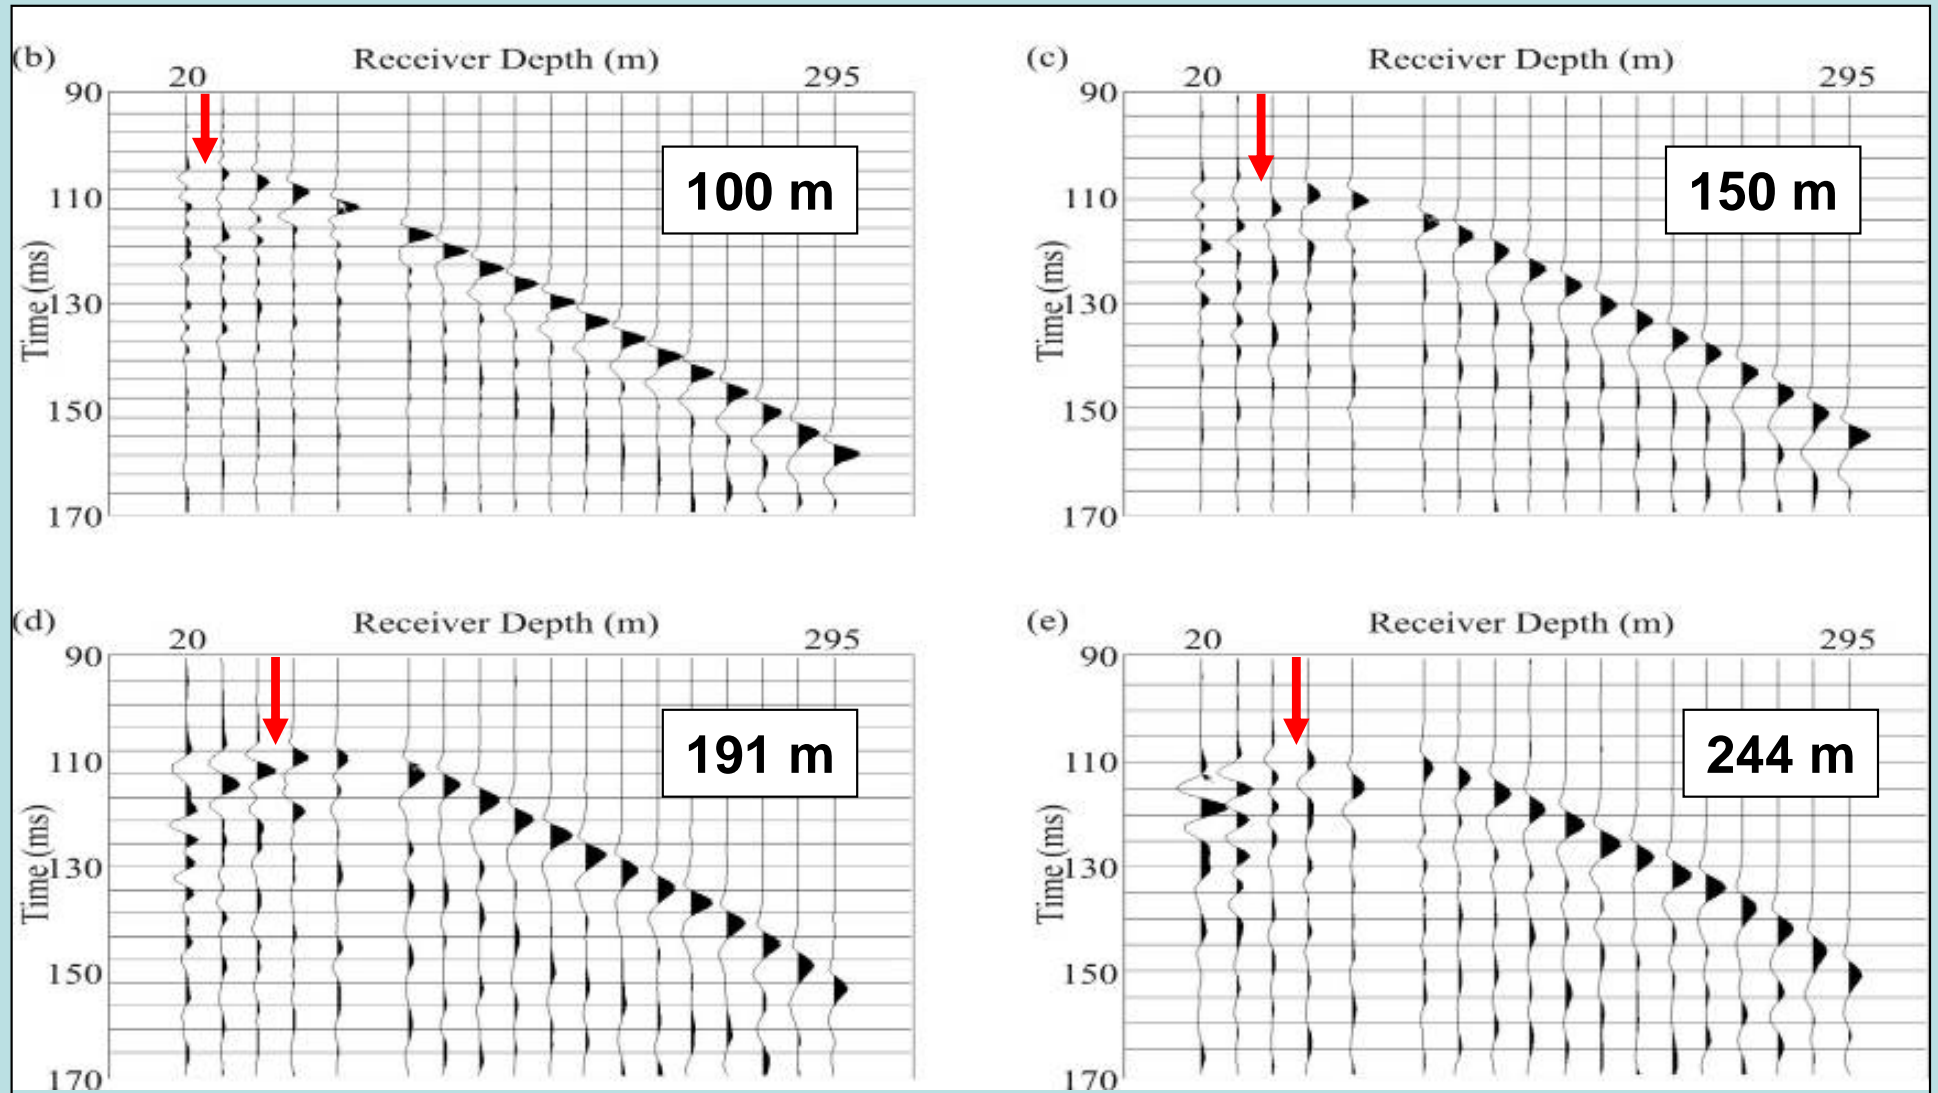 (b) Receiver Depth (m)
20 295
90
110
130
150
170
Time (ms)
100 m
(c) Receiver Depth (m)
20 295
90
110
130
150
170
Time (ms)
150 m
(d) Receiver Depth (m)
20 295
90
110
130
150
170
Time (ms)
191 m
(e) Receiver Depth (m)
20 295
90
110
130
150
170
Time (ms)
244 m